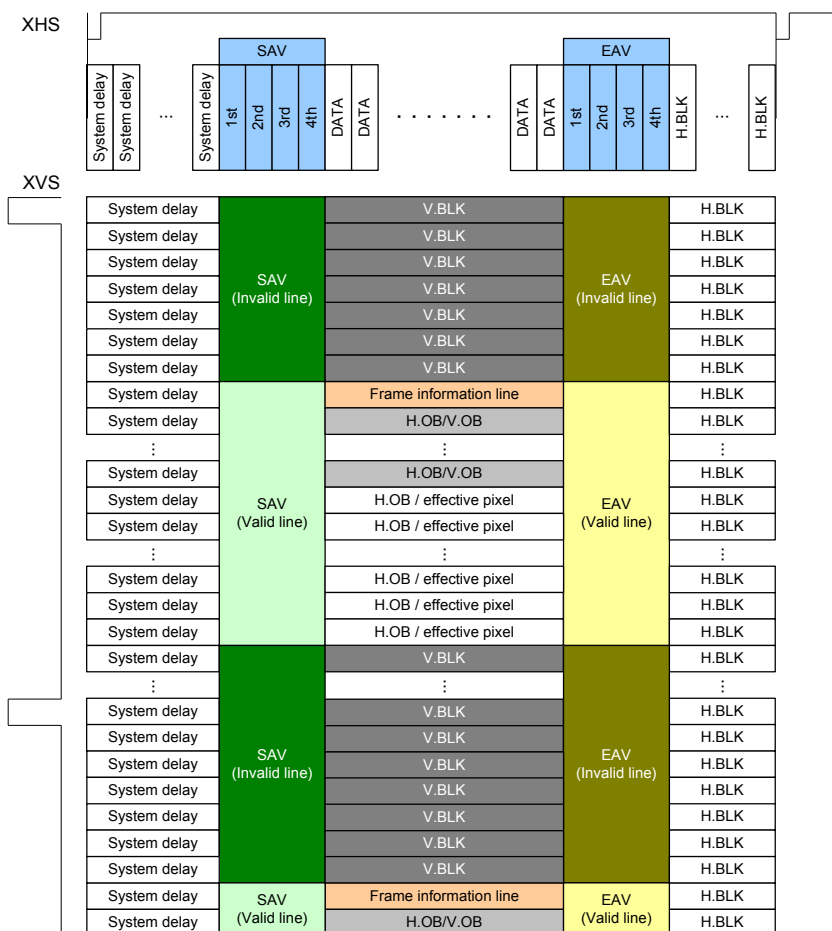 XHS
SAV EAV
System delay System delay ... System delay 1st 2nd 3rd 4th DATA DATA . . . . . . . DATA DATA 1st 2nd 3rd 4th H.BLK ... H.BLK
XVS
System delay V.BLK H.BLK
System delay V.BLK H.BLK
System delay V.BLK H.BLK
System delay SAV (Invalid line) V.BLK EAV (Invalid line) H.BLK
System delay V.BLK H.BLK
System delay V.BLK H.BLK
System delay V.BLK H.BLK
System delay Frame information line H.BLK
System delay H.OB/V.OB H.BLK
⋮ ⋮ ⋮
System delay H.OB/V.OB H.BLK
System delay SAV (Valid line) H.OB / effective pixel EAV (Valid line) H.BLK
System delay H.OB / effective pixel H.BLK
⋮ ⋮ ⋮
System delay H.OB / effective pixel H.BLK
System delay H.OB / effective pixel H.BLK
System delay H.OB / effective pixel H.BLK
System delay V.BLK H.BLK
⋮ ⋮ ⋮
System delay V.BLK H.BLK
System delay V.BLK H.BLK
System delay SAV (Invalid line) V.BLK EAV (Invalid line) H.BLK
System delay V.BLK H.BLK
System delay V.BLK H.BLK
System delay V.BLK H.BLK
System delay V.BLK H.BLK
System delay SAV Frame information line EAV H.BLK
System delay (Valid line) H.OB/V.OB (Valid line) H.BLK